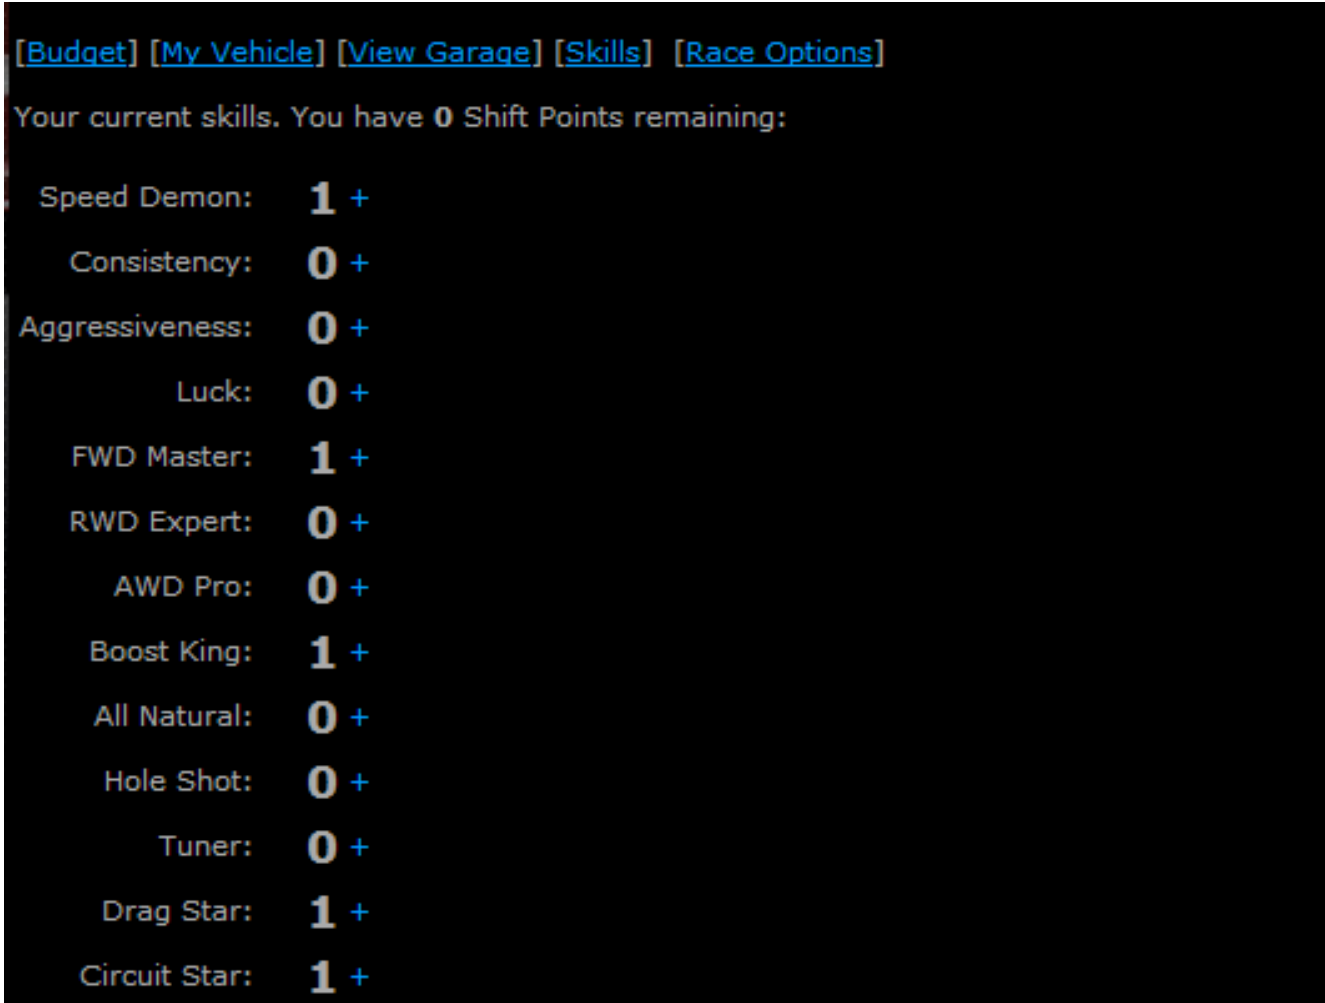 [Budget] [My Vehicle] [View Garage] [Skills] [Race Options]
Your current skills. You have 0 Shift Points remaining:
Speed Demon: 1 +
Consistency: 0 +
Aggressiveness: 0 +
Luck: 0 +
FWD Master: 1 +
RWD Expert: 0 +
AWD Pro: 0 +
Boost King: 1 +
All Natural: 0 +
Hole Shot: 0 +
Tuner: 0 +
Drag Star: 1 +
Circuit Star: 1 +